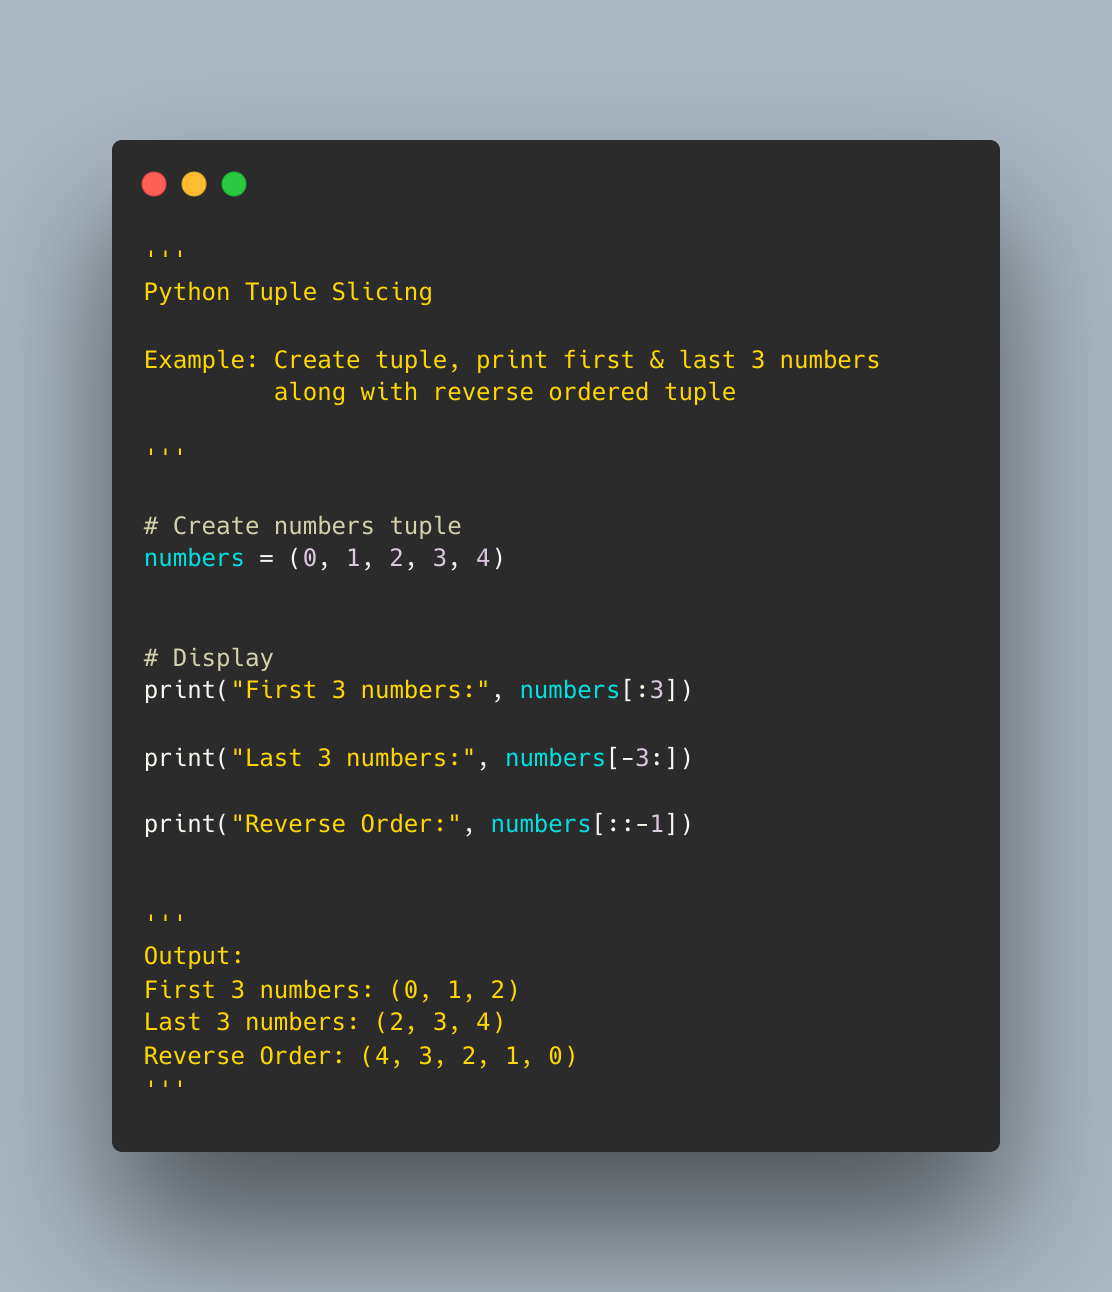 '''
Python Tuple Slicing
Example: Create tuple, print first & last 3 numbers
along with reverse ordered tuple
'''
# Create numbers tuple
numbers = (0, 1, 2, 3, 4)
# Display
print("First 3 numbers:", numbers[:3])
print("Last 3 numbers:", numbers[-3:])
print("Reverse Order:", numbers[::-1])
'''
Output:
First 3 numbers: (0, 1, 2)
Last 3 numbers: (2, 3, 4)
Reverse Order: (4, 3, 2, 1, 0)
'''